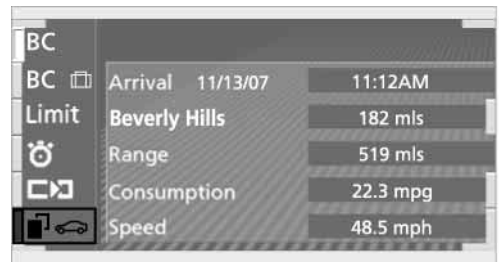 BC
BC
Arrival 11/13/07 11:12AM
Limit
Beverly Hills 182 mls
Range 519 mls
Consumption 22.3 mpg
Speed 48.5 mph